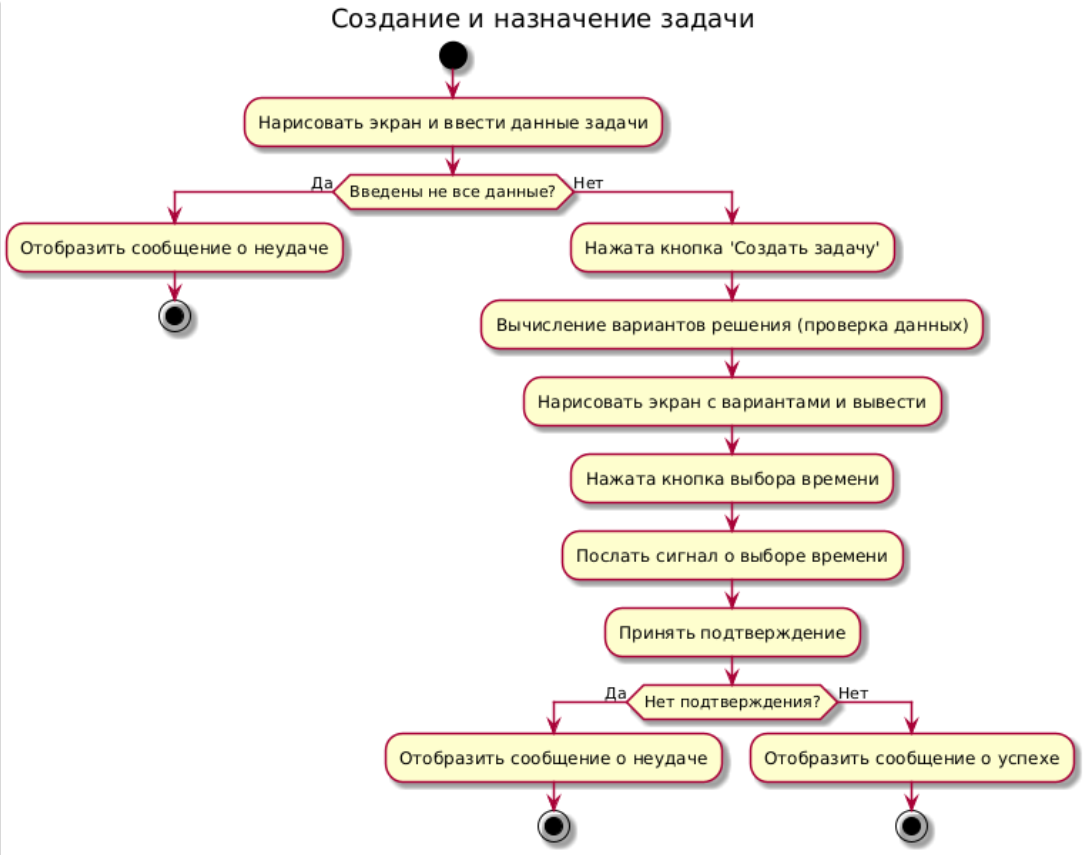 Создание и назначение задачи
Нарисовать экран и ввести данные задачи
Да
Введены не все данные?
Нет
Отобразить сообщение о неудаче
Нажата кнопка 'Создать задачу'
Вычисление вариантов решения (проверка данных)
Нарисовать экран с вариантами и вывести
Нажата кнопка выбора времени
Послать сигнал о выборе времени
Принять подтверждение
Да
Нет подтверждения?
Нет
Отобразить сообщение о неудаче
Отобразить сообщение о успехе